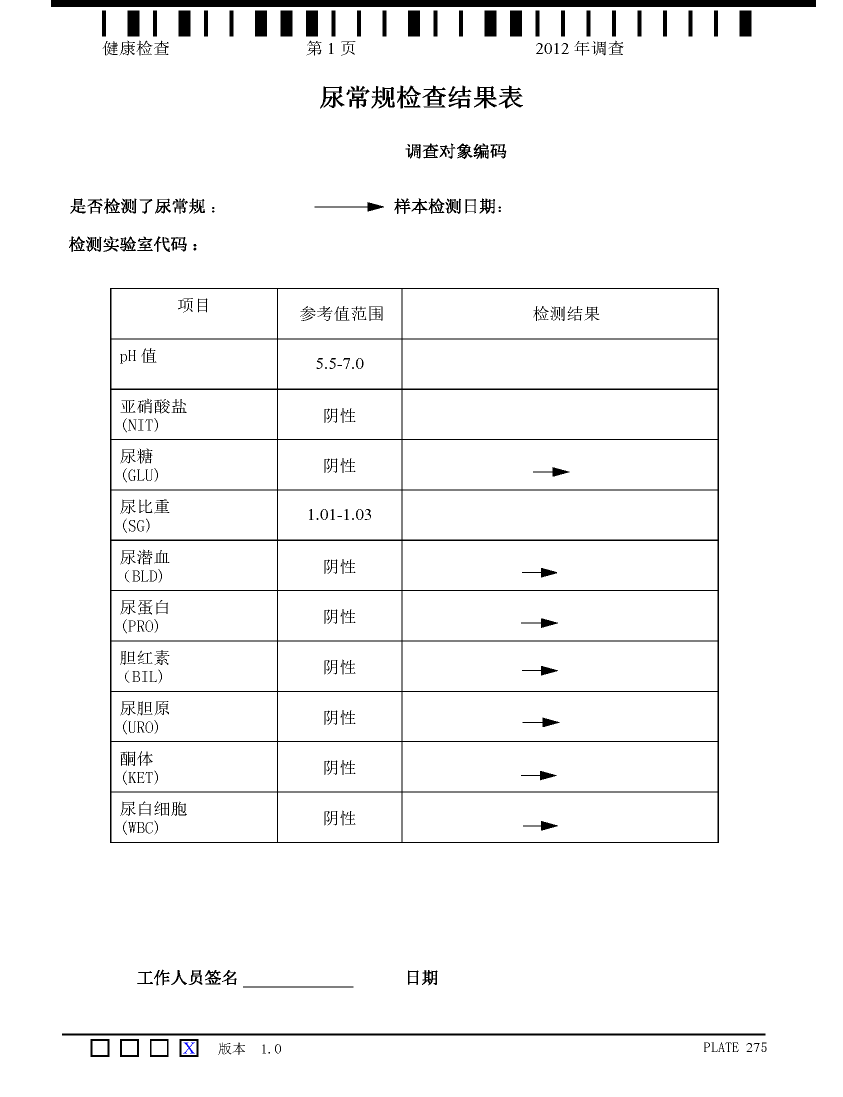 健康检查 第 1 页 2012 年调查
尿常规检查结果表
调查对象编码
是否检测了尿常规： 样本检测日期：
检测实验室代码：
项目 参考值范围 检测结果
pH 值 5.5-7.0
亚硝酸盐
(NIT) 阴性
尿糖
(GLU) 阴性
尿比重
(SG) 1.01-1.03
尿潜血
（BLD) 阴性
尿蛋白
(PRO) 阴性
胆红素
（BIL) 阴性
尿胆原
(URO) 阴性
酮体
(KET) 阴性
尿白细胞
(WBC) 阴性
工作人员签名 日期
X 版本 1.0 PLATE 275